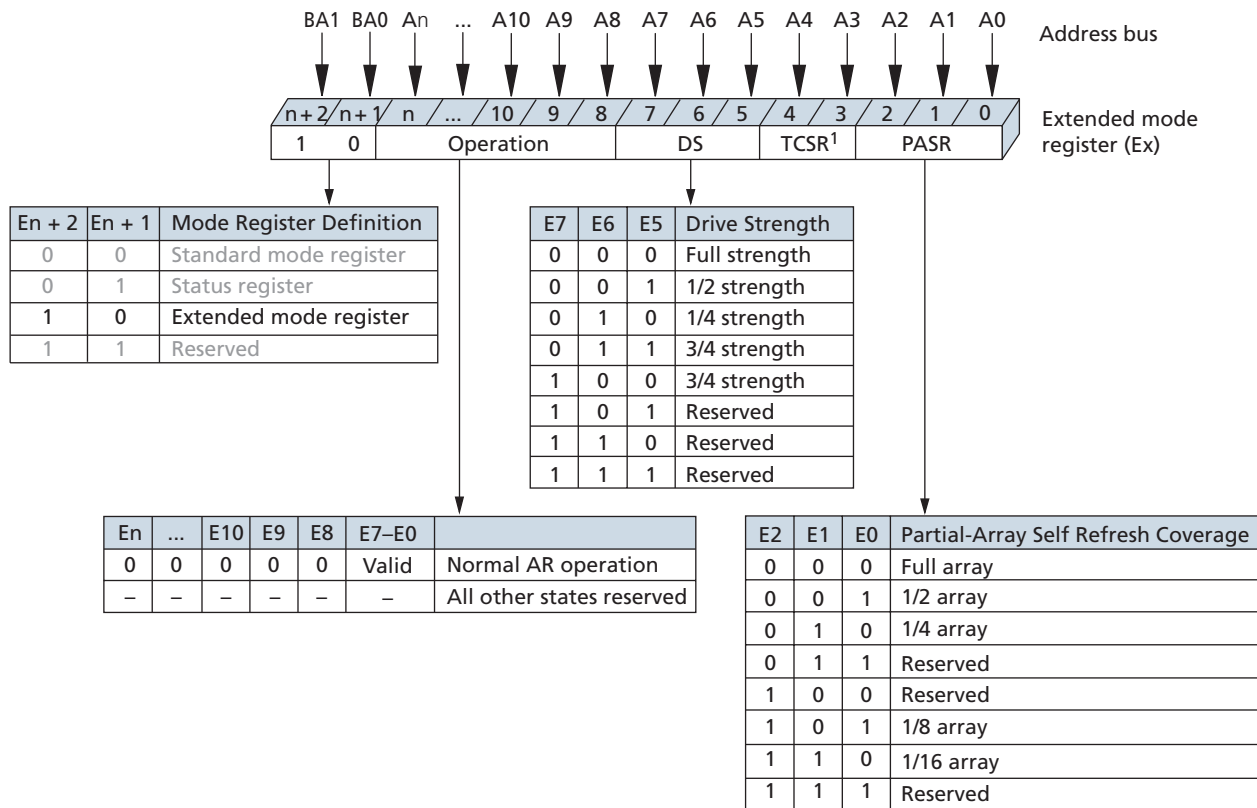 BA1 BA0 An ... A10 A9 A8 A7 A6 A5 A4 A3 A2 A1 A0 Address bus
n + 2 n + 1 n ... 10 9 8 7 6 5 4 3 2 1 0
1 0 Operation DS TCSR1 PASR
Extended mode
register (Ex)
En + 2 En + 1 Mode Register Definition
0 0 Standard mode register
0 1 Status register
1 0 Extended mode register
1 1 Reserved
E7 E6 E5 Drive Strength
0 0 0 Full strength
0 0 1 1/2 strength
0 1 0 1/4 strength
0 1 1 3/4 strength
1 0 0 3/4 strength
1 0 1 Reserved
1 1 0 Reserved
1 1 1 Reserved
En ... E10 E9 E8 E7–E0
0 0 0 0 0 Valid Normal AR operation
– – – – – – All other states reserved
E2 E1 E0 Partial-Array Self Refresh Coverage
0 0 0 Full array
0 0 1 1/2 array
0 1 0 1/4 array
0 1 1 Reserved
1 0 0 Reserved
1 0 1 1/8 array
1 1 0 1/16 array
1 1 1 Reserved